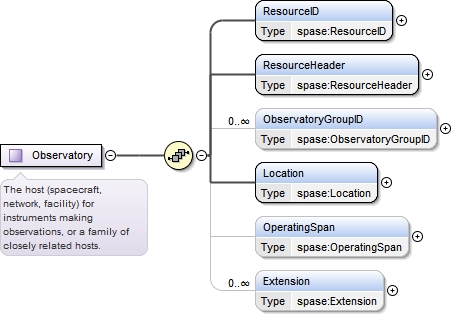 ResourceID
Type spase:ResourceID
ResourceHeader
Type spase:ResourceHeader
0..∞
ObservatoryGroupID
Type spase:ObservatoryGroupID
Observatory
The host (spacecraft,
network, facility) for
instruments making
observations, or a family of
closely related hosts.
Location
Type spase:Location
OperatingSpan
Type spase:OperatingSpan
0..∞
Extension
Type spase:Extension